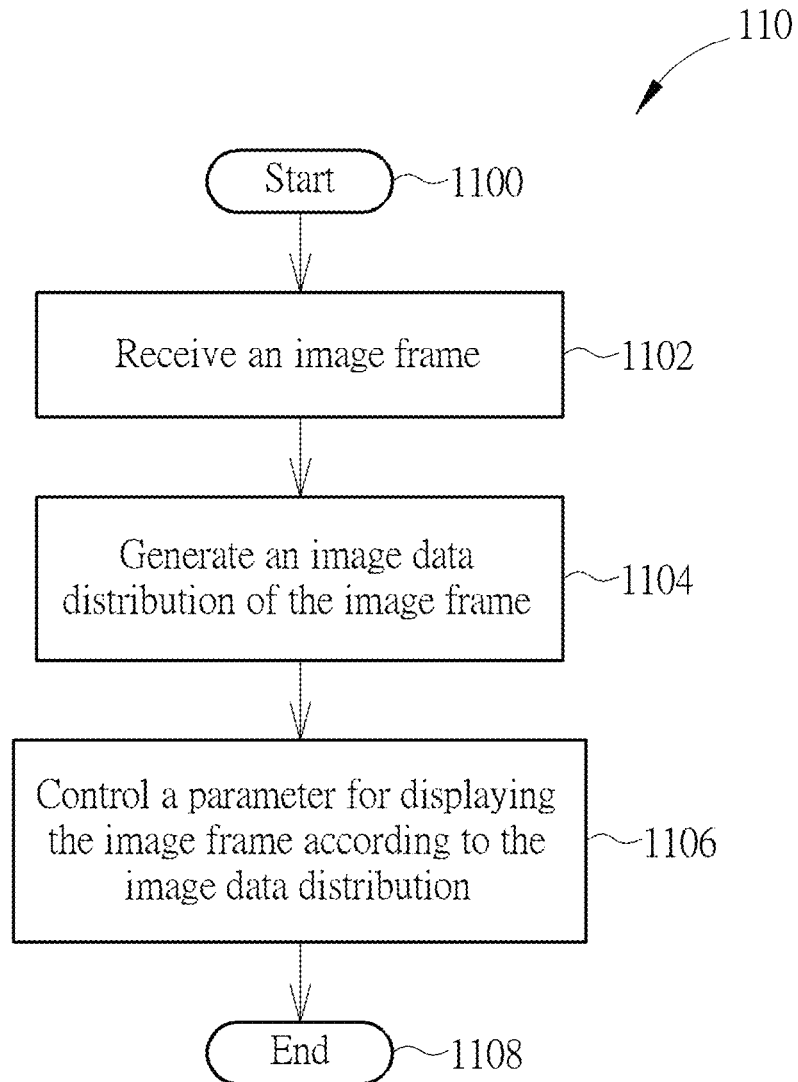 110
Start
1100
Receive an image frame
1102
Generate an image data
distribution of the image frame
1104
Control a parameter for displaying
the image frame according to the
image data distribution
1106
End
1108